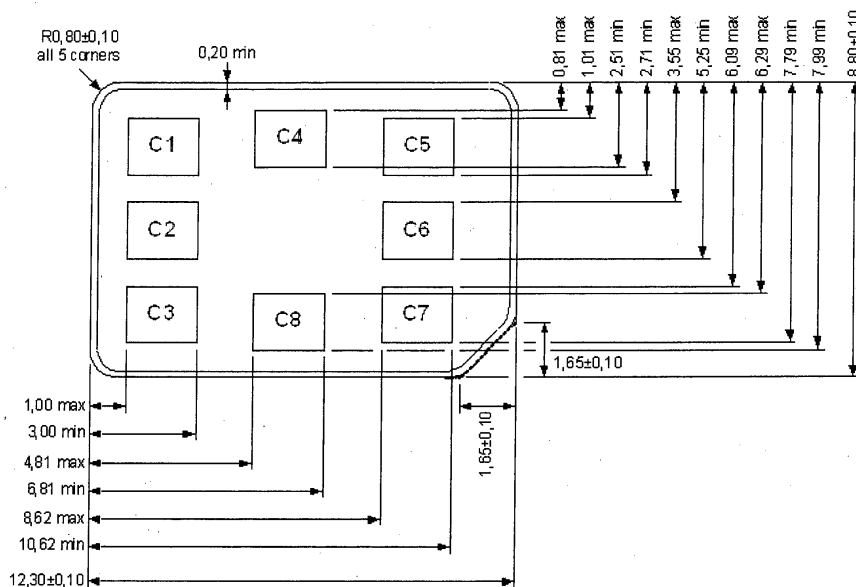 R0,80±0,10
all 5 corners
0,20 min
0,81 max
1,01 max
2,51 min
2,71 min
3,55 max
5,25 min
6,09 max
6,29 max
7,79 min
7,99 min
8,80±0,10
C1
C4
C5
C2
C6
C3
C8
C7
1,65±0,10
1,65±0,10
1,00 max
3,00 min
4,81 max
6,81 min
8,62 max
10,62 min
12,30±0,10